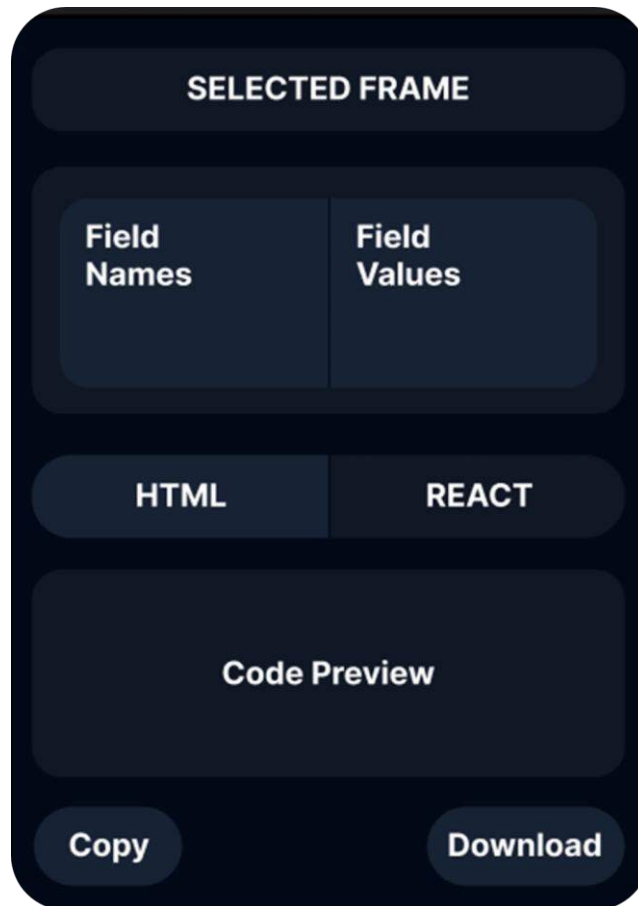 SELECTED FRAME
Field
Names
Field
Values
HTML
REACT
Code Preview
Copy
Download